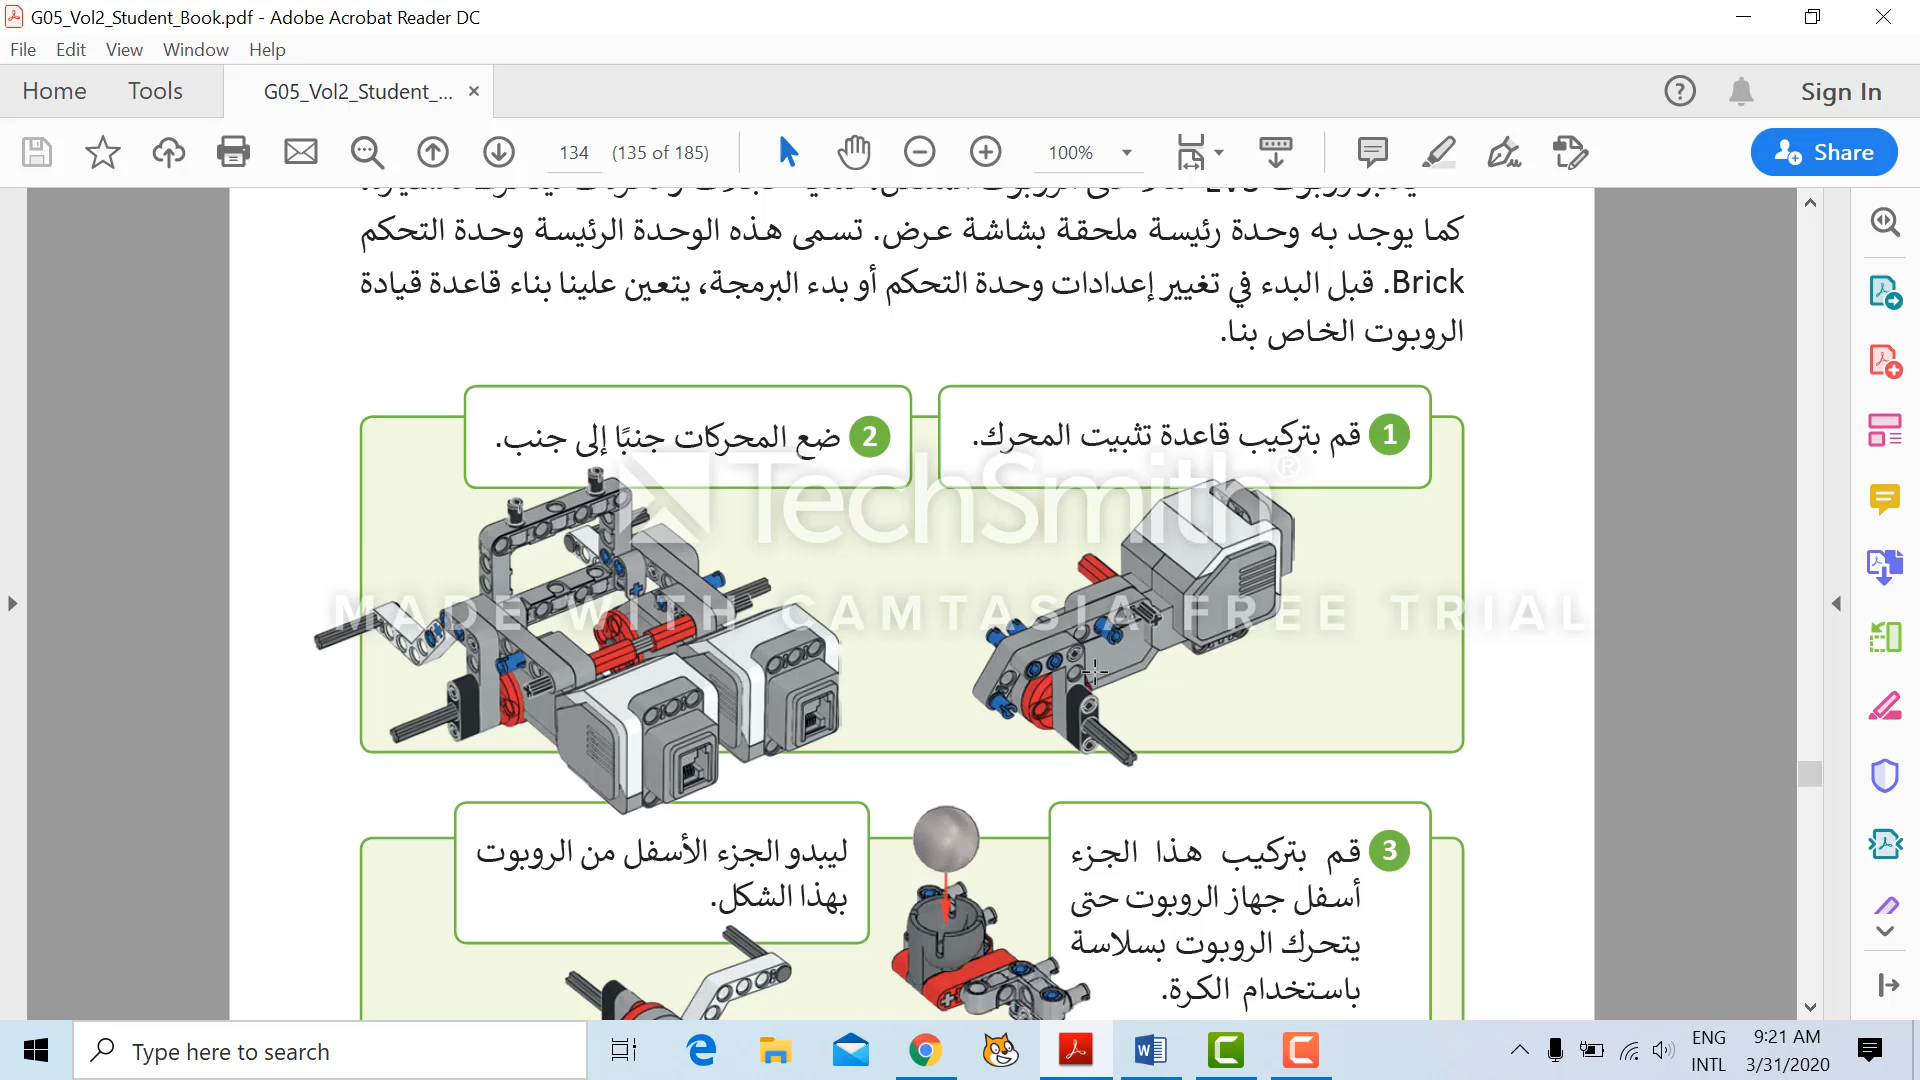 G05_Vol2_Student_Book.pdf - Adobe Acrobat Reader DC
File Edit View Window Help
Home Tools G05_Vol2_Student_... × Sign In
134 (135 of 185) 100% Share
كما يوجد به وحدة رئيسة ملحقة بشاشة عرض. تسمى هذه الوحدة الرئيسة وحدة التحكم
Brick. قبل البدء في تغيير إعدادات وحدة التحكم أو بدء البرمجة، يتعين علينا بناء قاعدة قيادة
الروبوت الخاص بنا.
1 قم بتركيب قاعدة تثبيت المحرك.
2 ضع المحركات جنبًا إلى جنب.
TechSmith®
MADE WITH CAMTASIA FREE TRIAL
3 قم بتركيب هذا الجزء
أسفل جهاز الروبوت حتى
يتحرك الروبوت بسلاسة
باستخدام الكرة.
ليبدو الجزء الأسفل من الروبوت
بهذا الشكل.
Type here to search
ENG
INTL
9:21 AM
3/31/2020